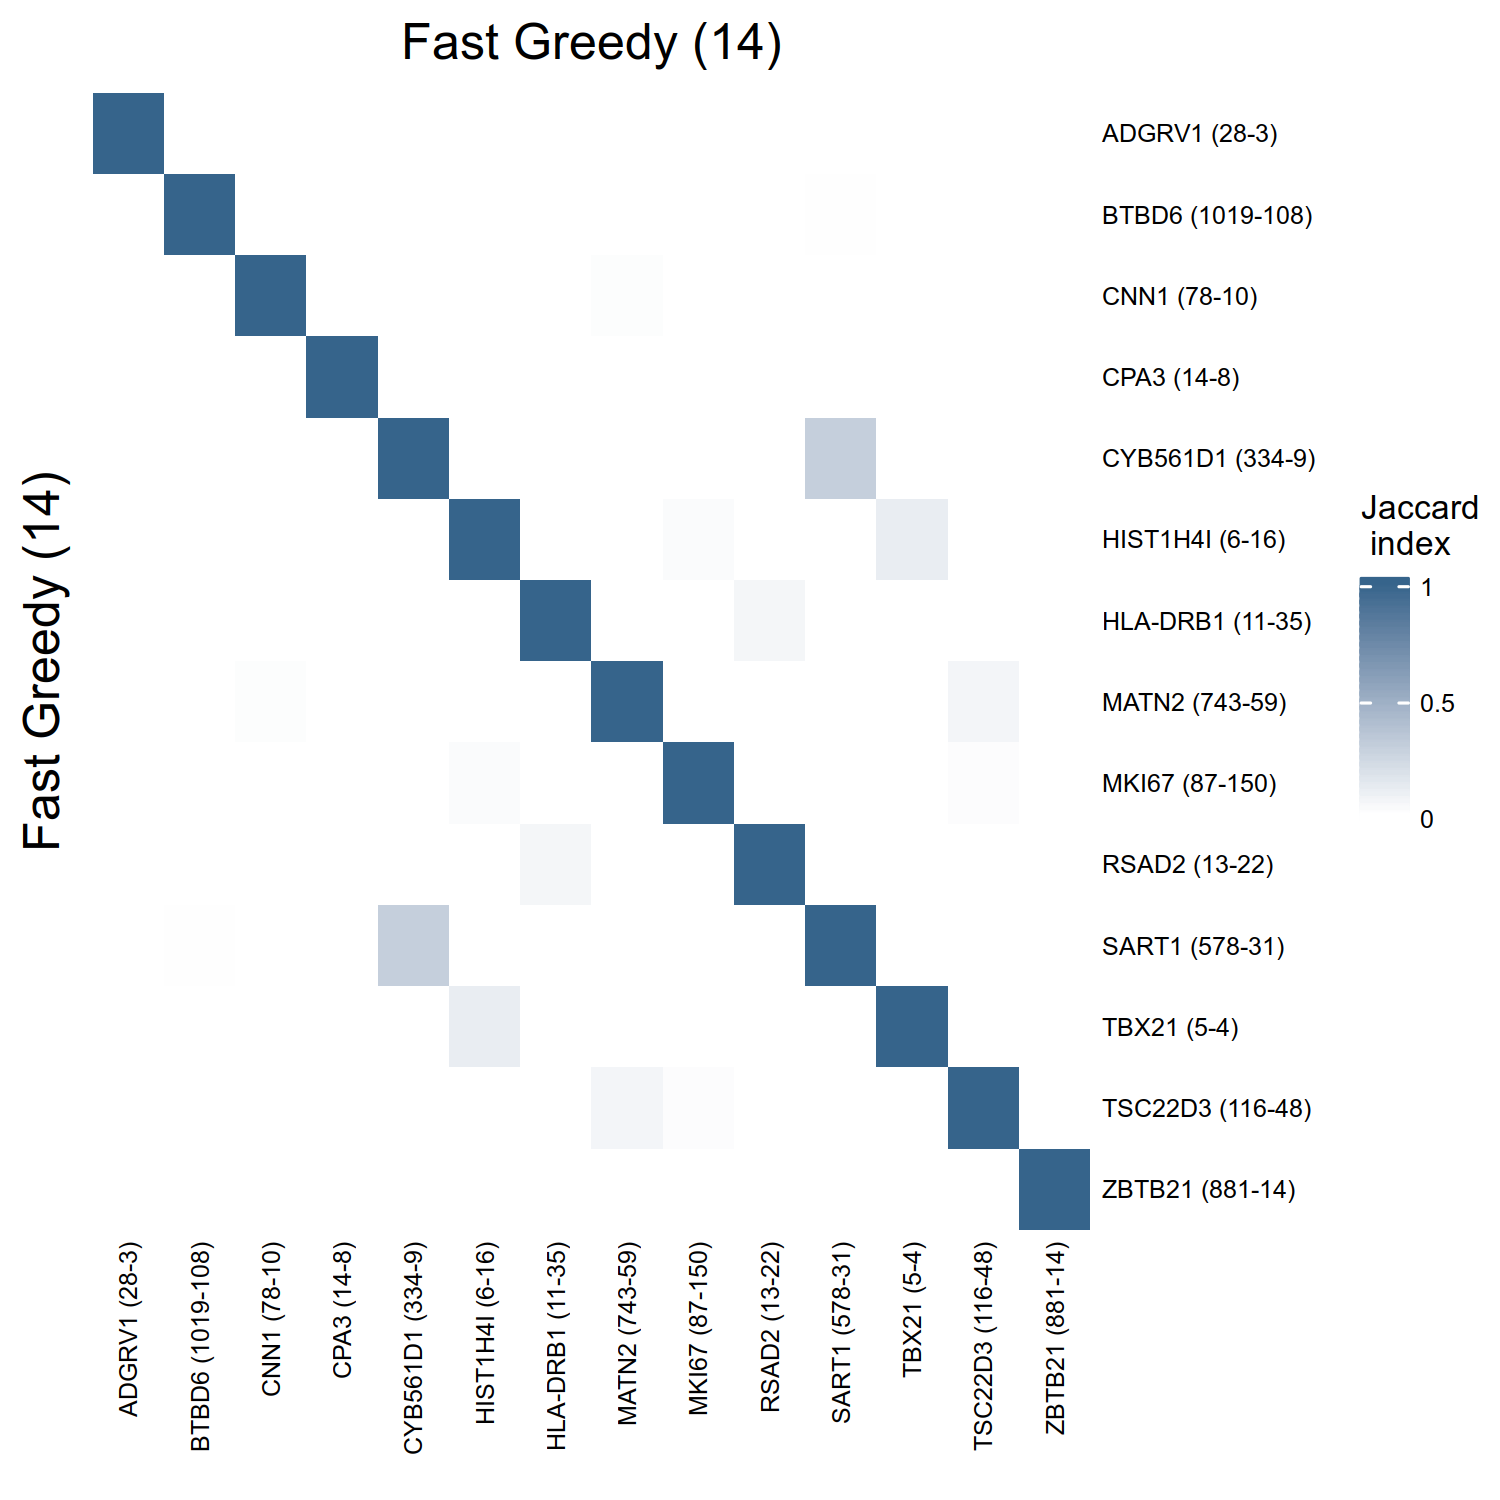 Fast Greedy (14)
Fast Greedy (14)
ADGRV1 (28-3)
BTBD6 (1019-108)
CNN1 (78-10)
CPA3 (14-8)
CYB561D1 (334-9)
HIST1H4I (6-16)
HLA-DRB1 (11-35)
MATN2 (743-59)
MKI67 (87-150)
RSAD2 (13-22)
SART1 (578-31)
TBX21 (5-4)
TSC22D3 (116-48)
ZBTB21 (881-14)
Jaccard
index
1
0.5
0
ADGRV1 (28-3)
BTBD6 (1019-108)
CNN1 (78-10)
CPA3 (14-8)
CYB561D1 (334-9)
HIST1H4I (6-16)
HLA-DRB1 (11-35)
MATN2 (743-59)
MKI67 (87-150)
RSAD2 (13-22)
SART1 (578-31)
TBX21 (5-4)
TSC22D3 (116-48)
ZBTB21 (881-14)